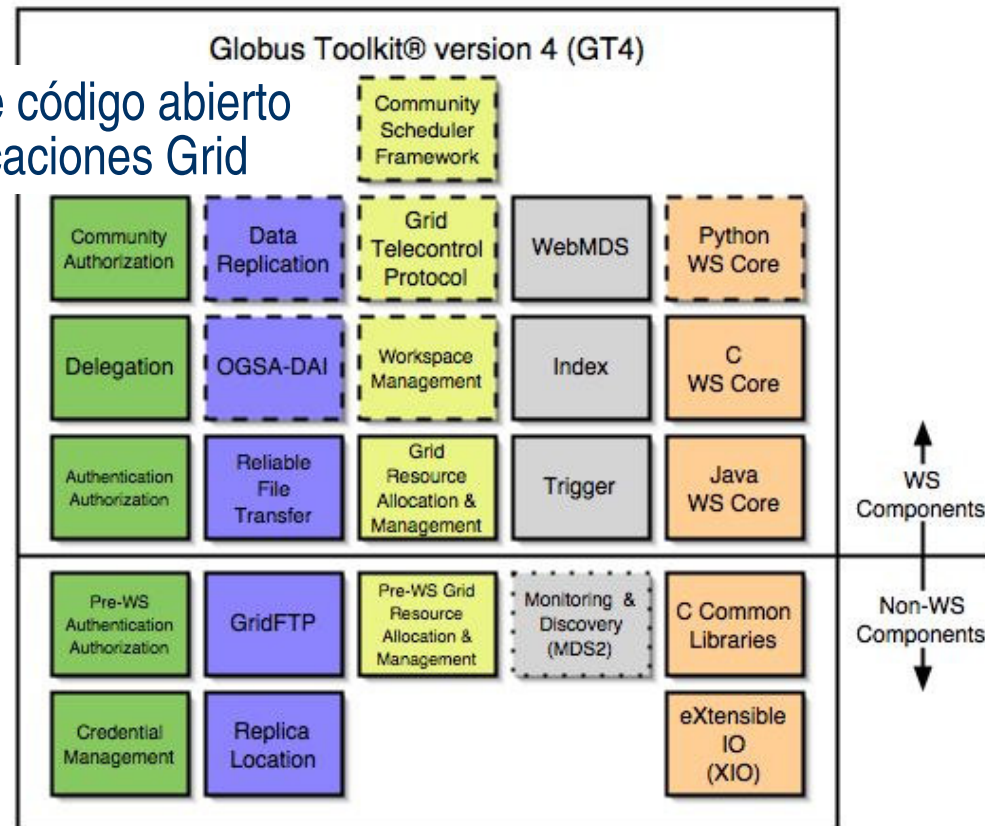 Globus Toolkit® version 4 (GT4)
código abierto
caciones Grid
Community
Scheduler
Framework
Community
Authorization
Data
Replication
Grid
Telecontrol
Protocol
WebMDS
Python
WS Core
Delegation
OGSA-DAI
Workspace
Management
Index
C
WS Core
Authentication
Authorization
Reliable
File
Transfer
Grid
Resource
Allocation &
Management
Trigger
Java
WS Core
WS
Components
Pre-WS
Authentication
Authorization
GridFTP
Pre-WS Grid
Resource
Allocation &
Management
Monitoring &
Discovery
(MDS2)
C Common
Libraries
Non-WS
Components
Credential
Management
Replica
Location
eXtensible
IO
(XIO)